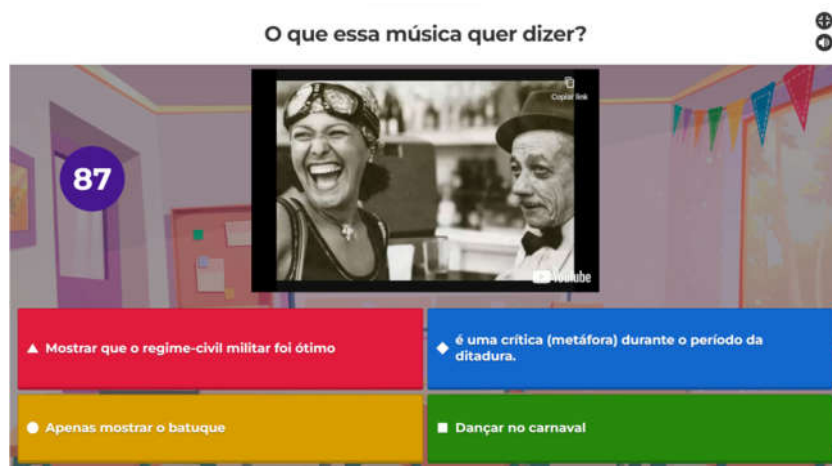 O que essa música quer dizer?
Copiar link
87
YouTube
Mostrar que o regime-civil militar foi ótimo
é uma crítica (metáfora) durante o período da
ditadura.
Apenas mostrar o batuque
Dançar no carnaval